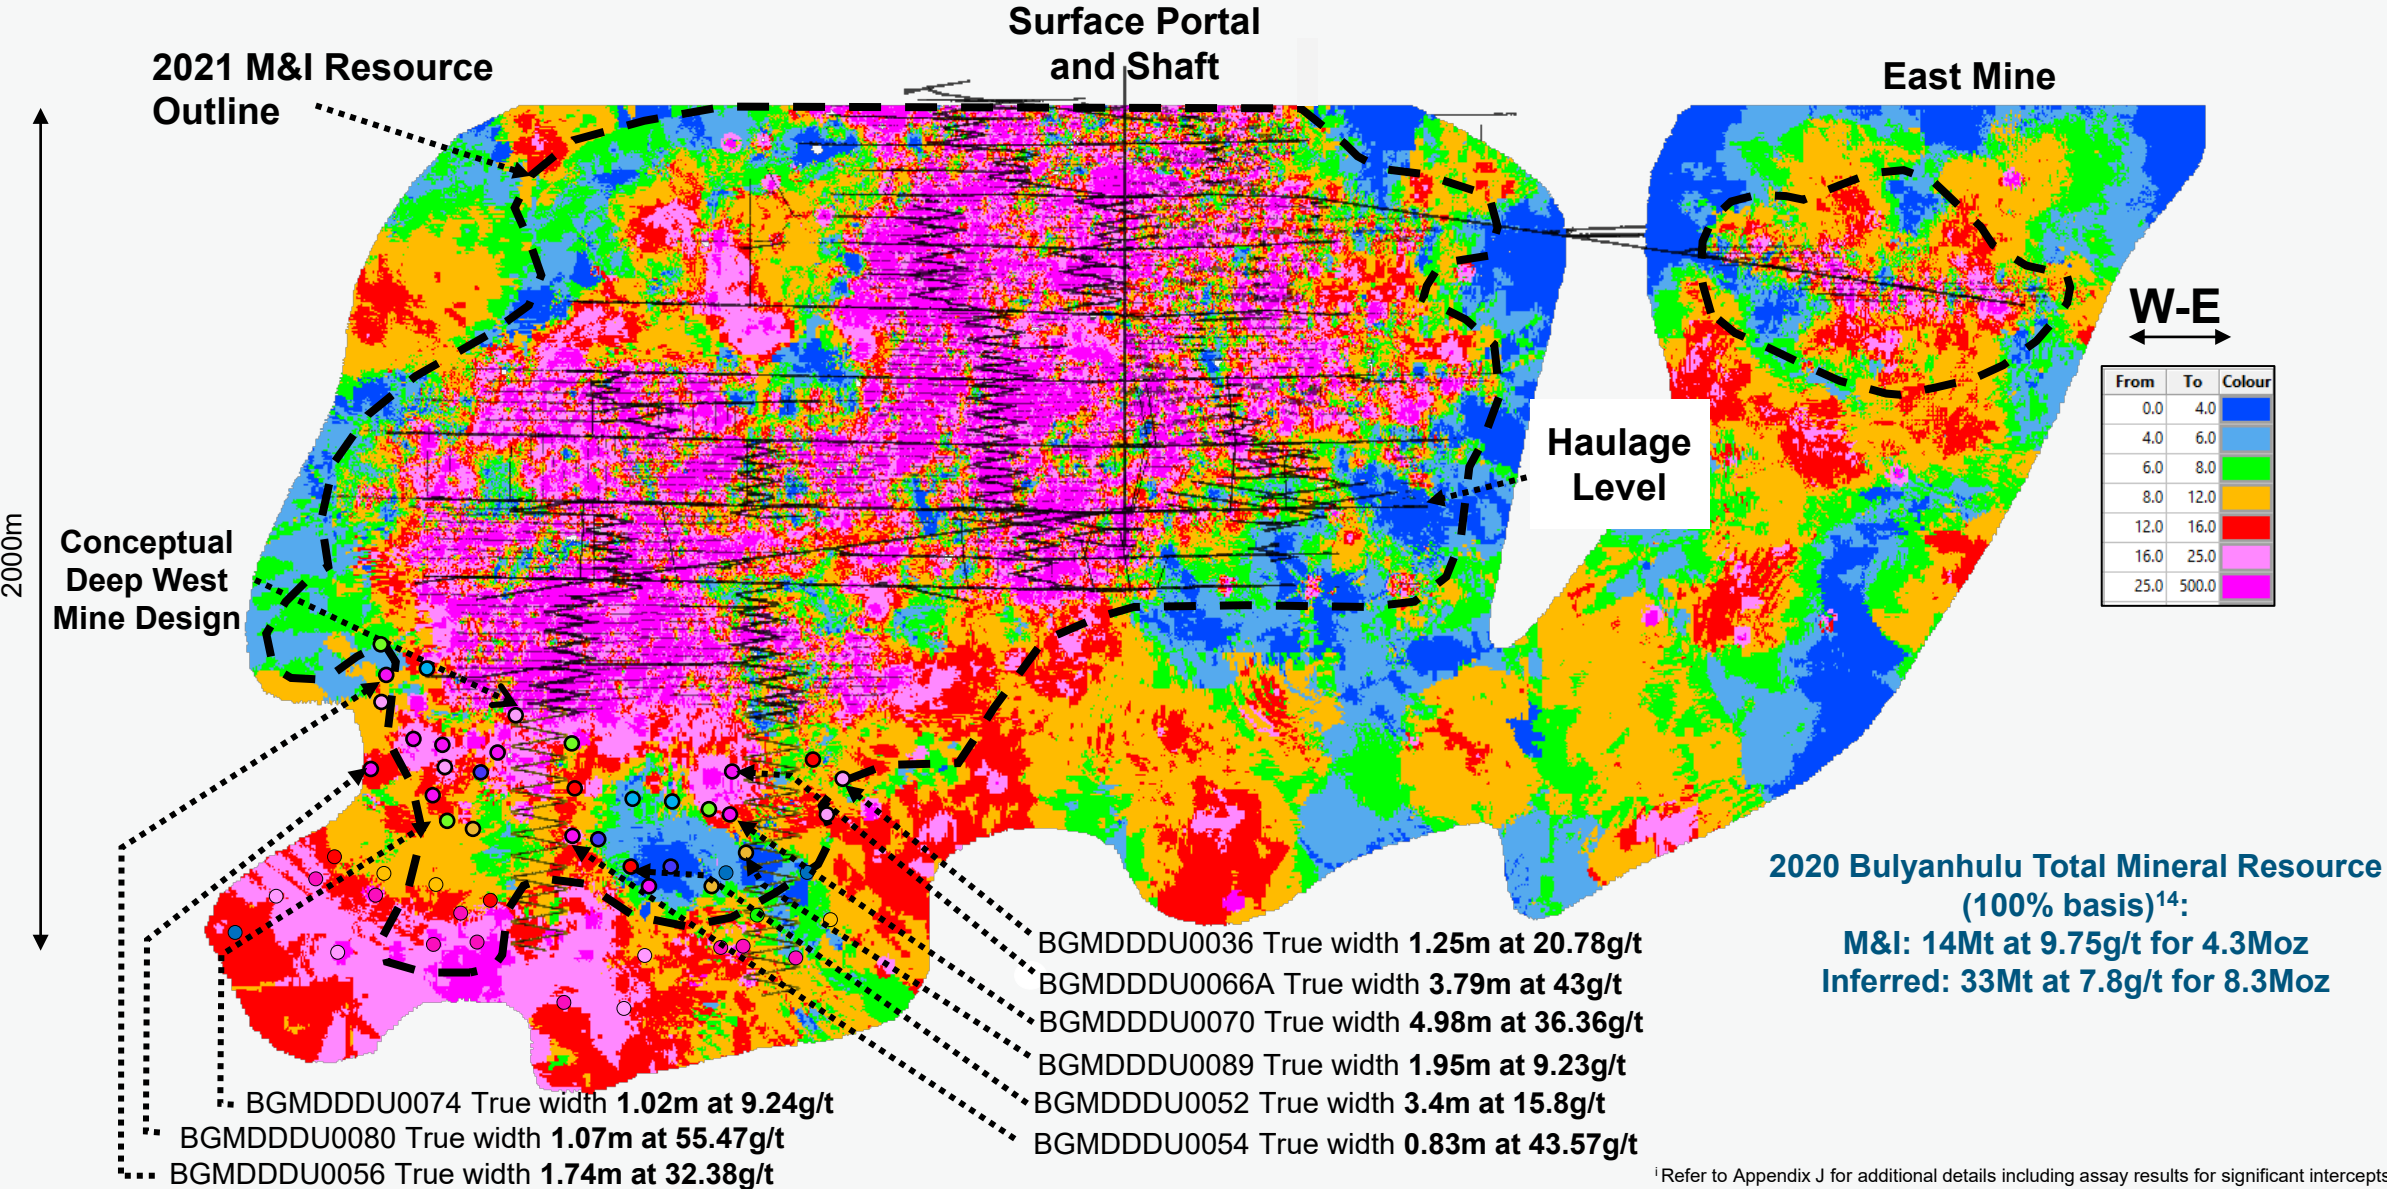 Surface Portal
and Shaft
2021 M&I Resource
Outline
East Mine
W-E
From To Colour
0.0 4.0
4.0 6.0
6.0 8.0
8.0 12.0
12.0 16.0
16.0 25.0
25.0 500.0
Haulage
Level
2000m
Conceptual
Deep West
Mine Design
2020 Bulyanhulu Total Mineral Resource
(100% basis)¹⁴:
M&I: 14Mt at 9.75g/t for 4.3Moz
Inferred: 33Mt at 7.8g/t for 8.3Moz
BGMDDDU0036 True width 1.25m at 20.78g/t
BGMDDDU0066A True width 3.79m at 43g/t
BGMDDDU0070 True width 4.98m at 36.36g/t
BGMDDDU0089 True width 1.95m at 9.23g/t
BGMDDDU0052 True width 3.4m at 15.8g/t
BGMDDDU0054 True width 0.83m at 43.57g/t
BGMDDDU0074 True width 1.02m at 9.24g/t
BGMDDDU0080 True width 1.07m at 55.47g/t
BGMDDDU0056 True width 1.74m at 32.38g/t
ⁱ Refer to Appendix J for additional details including assay results for significant intercepts